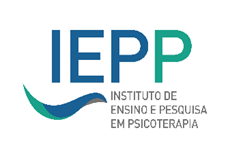 IEPP
INSTITUTO DE
ENSINO E PESQUISA
EM PSICOTERAPIA